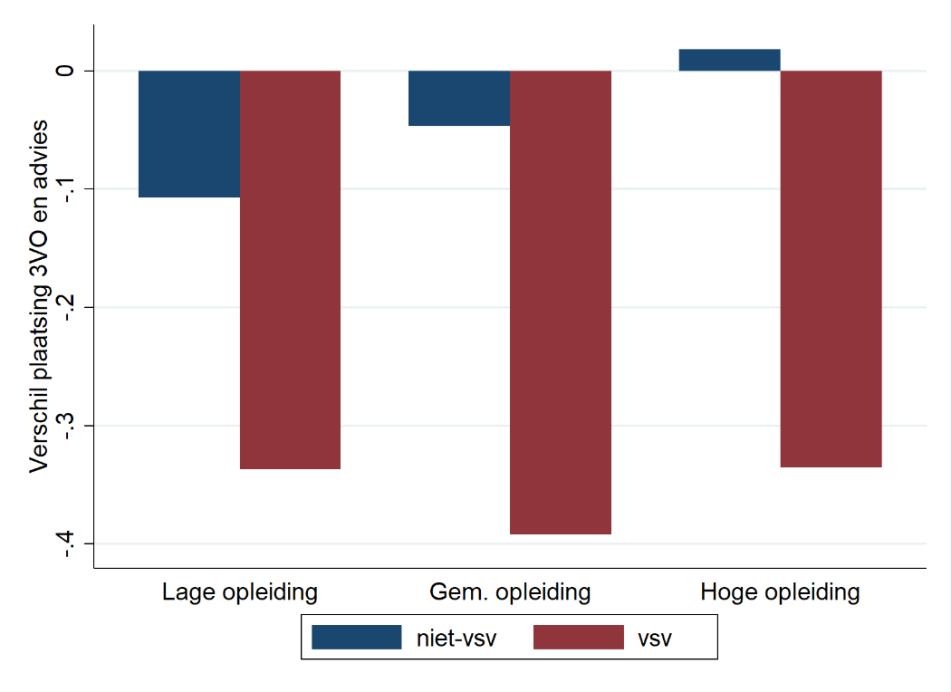 Verschil plaatsing 3VO en advies
0
-.1
-.2
-.3
-.4
Lage opleiding Gem. opleiding Hoge opleiding
niet-vsv vsv